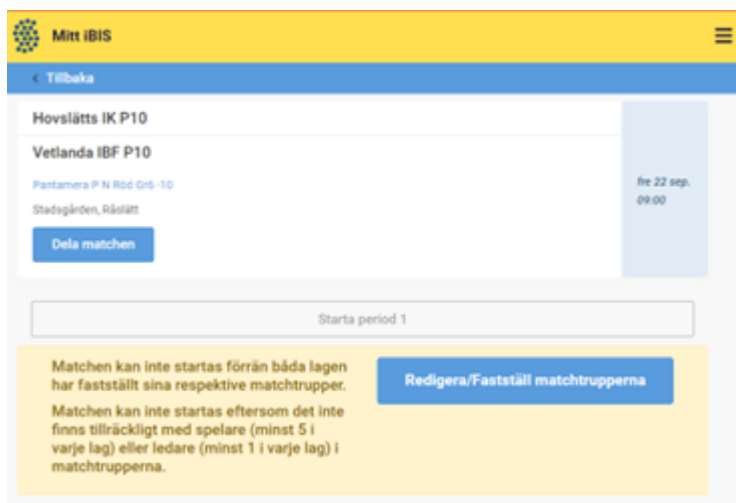 Mitt iBIS
< Tillbaka
Hovslätts IK P10
Vetlanda IBF P10
Pantamera P N Röd Grö -10
Stadsgården, Råslätt
fre 22 sep.
09:00
Dela matchen
Starta period 1
Matchen kan inte startas förrän båda lagen
har fastställt sina respektive matchtrupper.
Redigera/Fastställ matchtrupperna
Matchen kan inte startas eftersom det inte
finns tillräckligt med spelare (minst 5 i
varje lag) eller ledare (minst 1 i varje lag) i
matchtrupperna.